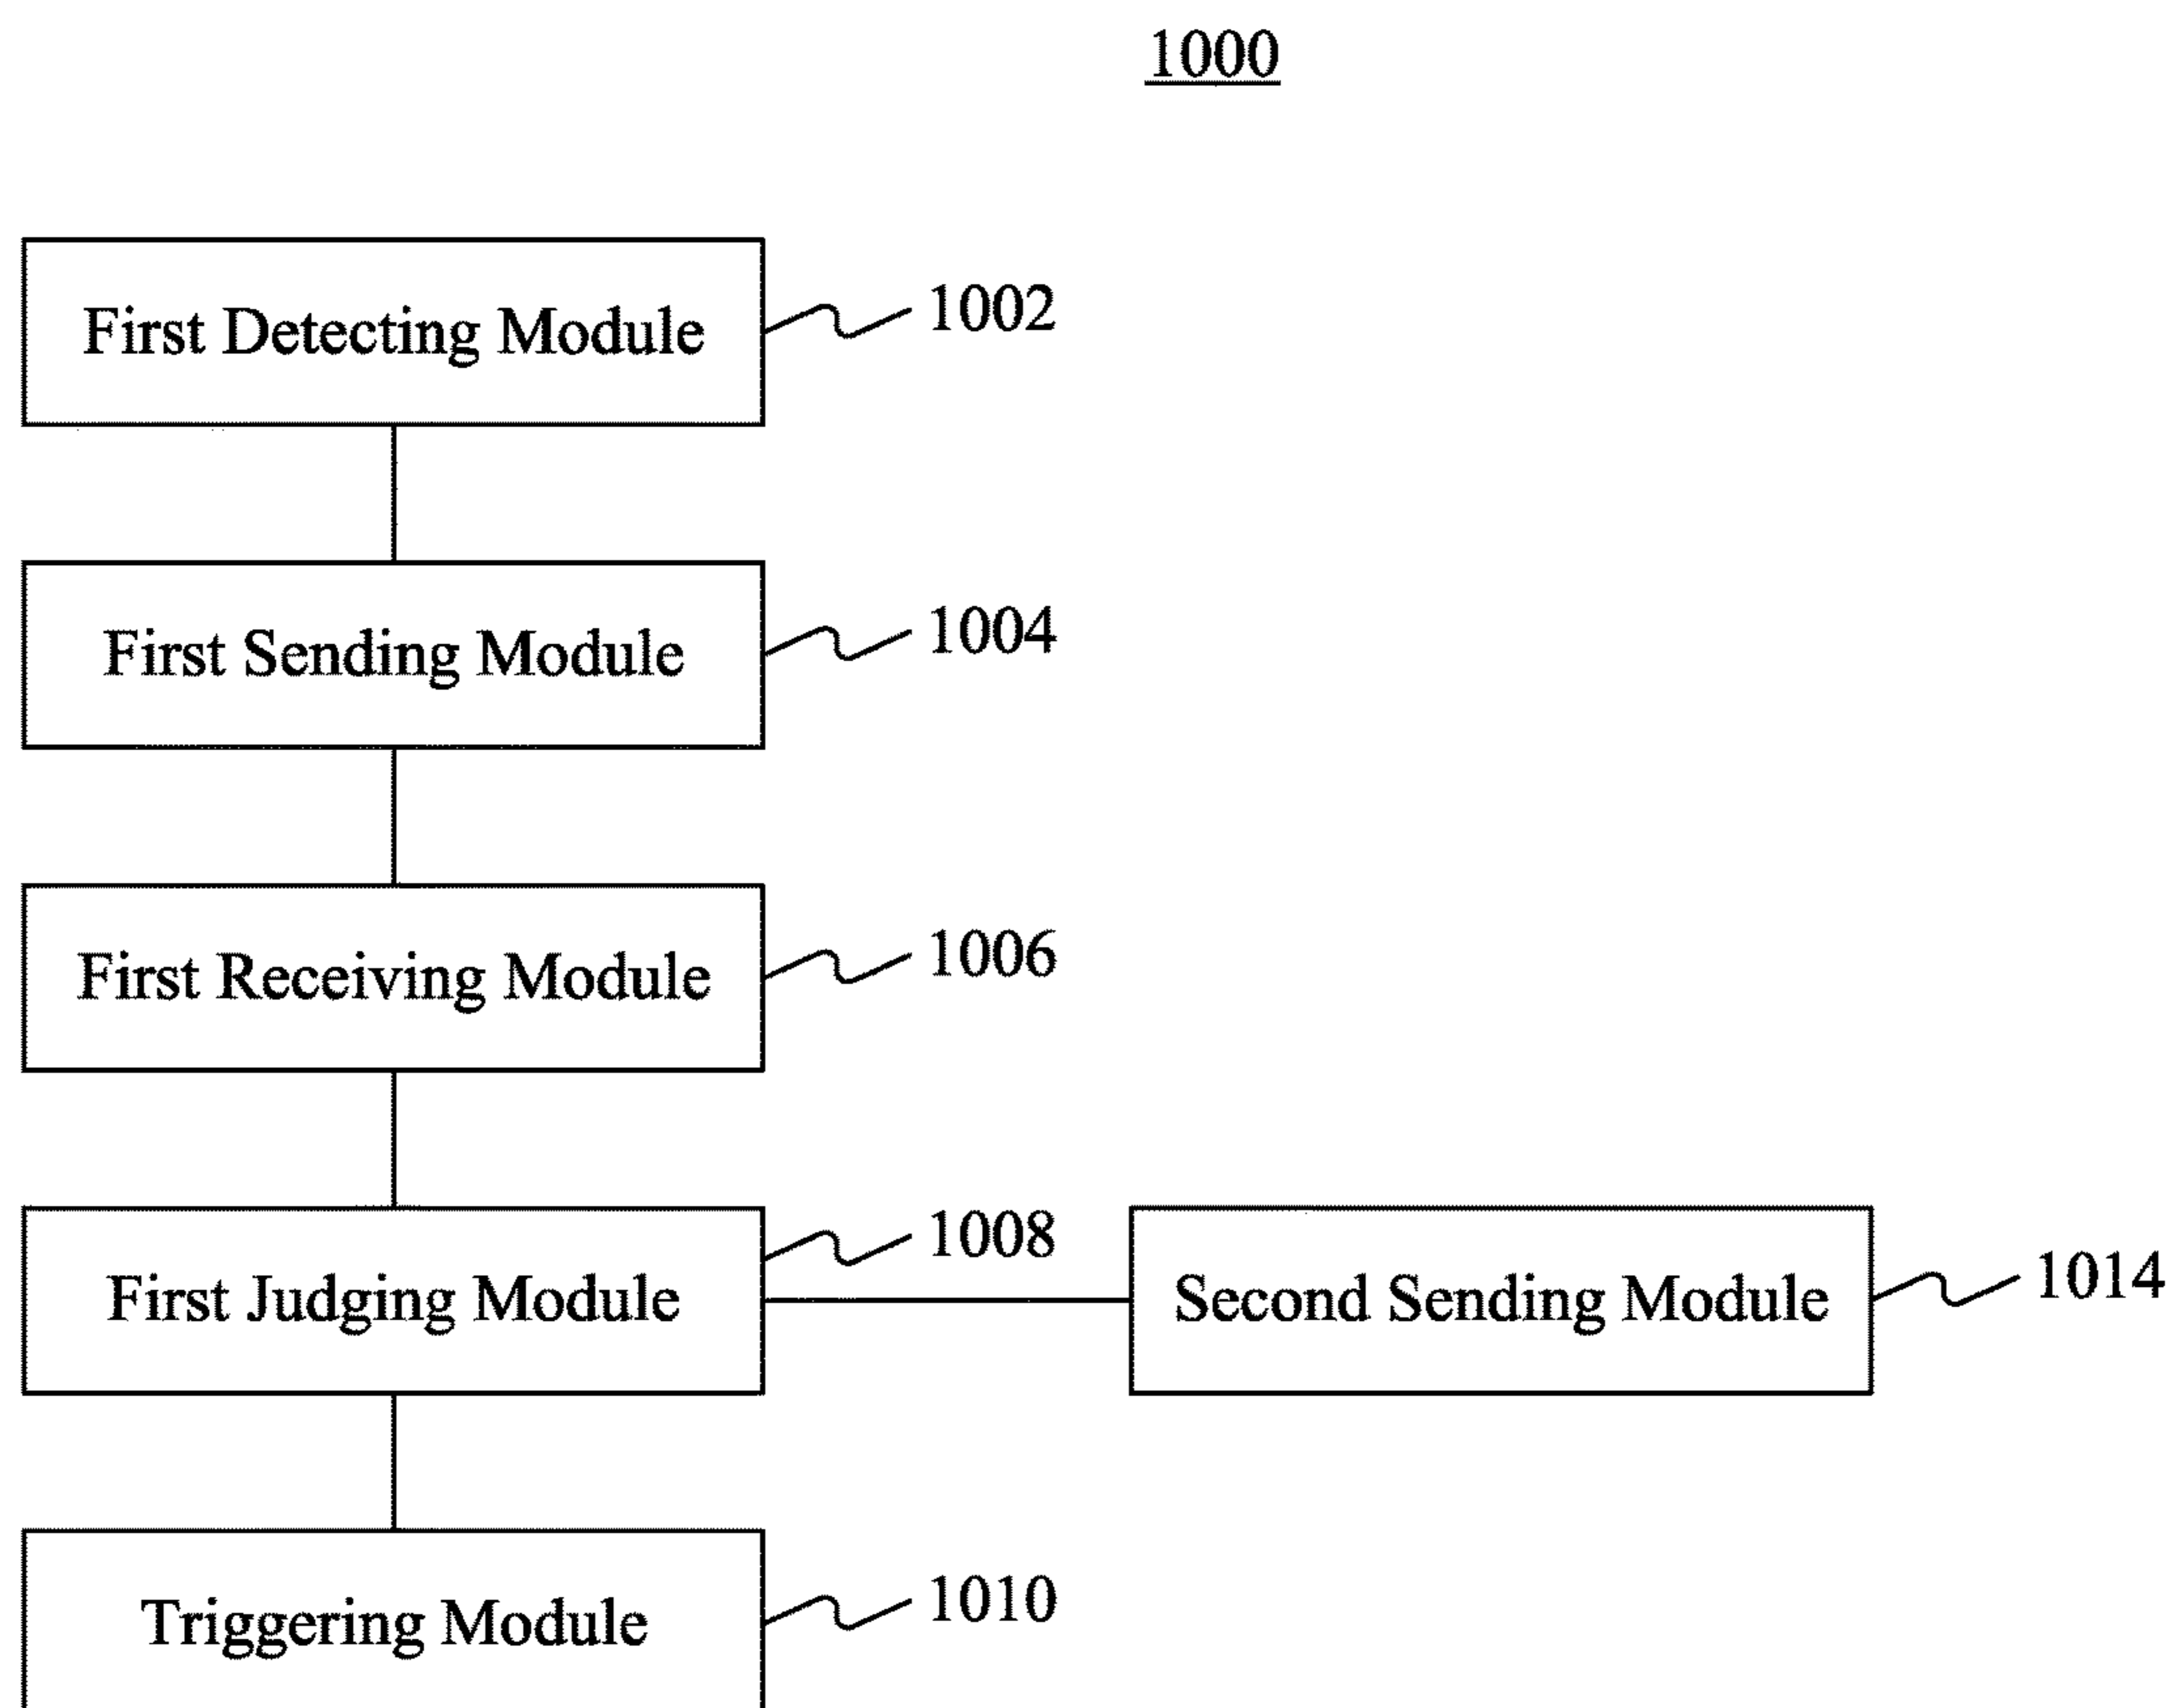 1000
First Detecting Module
1002
First Sending Module
1004
First Receiving Module
1006
First Judging Module
1008
Second Sending Module
1014
Triggering Module
1010